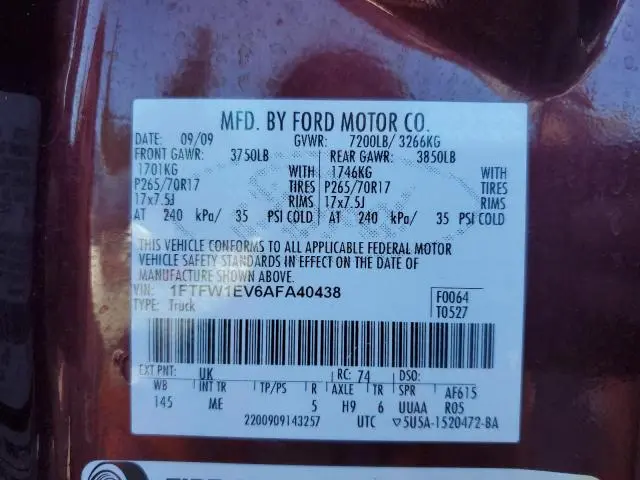 MFD. BY FORD MOTOR CO.
DATE: 09/09 GVWR: 7200LB/ 3266KG
FRONT GAWR: 3750LB REAR GAWR: 3850LB
1701KG WITH 1746KG WITH
P265/70R17 TIRES P265/70R17 TIRES
17x7.5J RIMS 17x7.5J RIMS
AT 240 kPa/ 35 PSI COLD AT 240 kPa/ 35 PSI COLD
THIS VEHICLE CONFORMS TO ALL APPLICABLE FEDERAL MOTOR
VEHICLE SAFETY STANDARDS IN EFFECT ON THE DATE OF
MANUFACTURE SHOWN ABOVE.
VIN: 1FTFW1EV6AFA40438 F0064
TYPE: Truck T0527
EXT PNT: UK RC: 74 DSO:
WB INT TR TP/PS R AXLE TR SPR AF615
145 ME 5 H9 6 UUAA R05
2200909143257 UTC ▽5U5A-1520472-BA